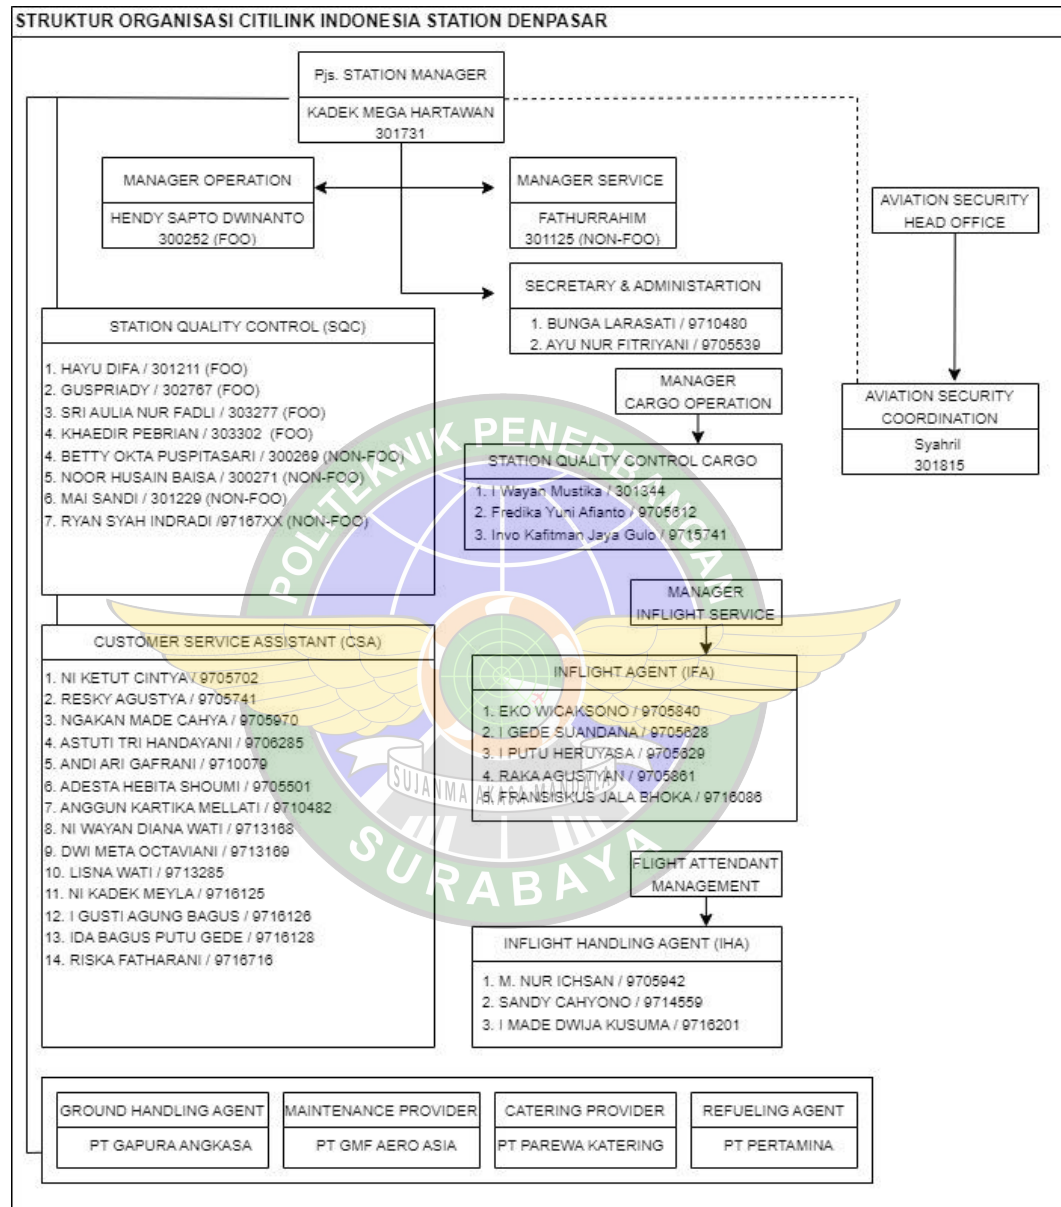 STRUKTUR ORGANISASI CITILINK INDONESIA STATION DENPASAR
Pjs. STATION MANAGER
KADEK MEGA HARTAWAN
301731
MANAGER OPERATION
HENDY SAPTO DWINANTO
300252 (FOO)
MANAGER SERVICE
FATHURRAHIM
301125 (NON-FOO)
AVIATION SECURITY
HEAD OFFICE
SECRETARY & ADMINISTARTION
1. BUNGA LARASATI / 9710480
2. AYU NUR FITRIYANI / 9705539
STATION QUALITY CONTROL (SQC)
1. HAYU DIFA / 301211 (FOO)
2. GUSPRIADY / 302767 (FOO)
3. SRI AULIA NUR FADLI / 303277 (FOO)
4. KHAEDIR PEBRIAN / 303302 (FOO)
4. BETTY OKTA PUSPITASARI / 300269 (NON-FOO)
5. NOOR HUSAIN BAISA / 300271 (NON-FOO)
6. MAI SANDI / 301229 (NON-FOO)
7. RYAN SYAH INDRADI /97167XX (NON-FOO)
MANAGER
CARGO OPERATION
AVIATION SECURITY
COORDINATION
Syahril
301815
STATION QUALITY CONTROL CARGO
1. I Wayan Mustika / 301344
2. Fredika Yuni Afianto / 9705612
3. Invo Kafitman Jaya Gulo / 9715741
MANAGER
INFLIGHT SERVICE
CUSTOMER SERVICE ASSISTANT (CSA)
1. NI KETUT CINTYA / 9705702
2. RESKY AGUSTYA / 9705741
3. NGAKAN MADE CAHYA / 9705970
4. ASTUTI TRI HANDAYANI / 9706285
5. ANDI ARI GAFRANI / 9710079
6. ADESTA HEBITA SHOUMI / 9705501
7. ANGGUN KARTIKA MELLATI / 9710482
8. NI WAYAN DIANA WATI / 9713168
9. DWI META OCTAVIANI / 9713169
10. LISNA WATI / 9713285
11. NI KADEK MEYLA / 9716125
12. I GUSTI AGUNG BAGUS / 9716126
13. IDA BAGUS PUTU GEDE / 9716128
14. RISKA FATHARANI / 9716716
INFLIGHT AGENT (IFA)
1. EKO WICAKSONO / 9705840
2. I GEDE SUANDANA / 9705628
3. I PUTU HERUYASA / 9705629
4. RAKA AGUSTYAN / 9705861
5. FRANSISKUS JALA BHOKA / 9716086
FLIGHT ATTENDANT
MANAGEMENT
INFLIGHT HANDLING AGENT (IHA)
1. M. NUR ICHSAN / 9705942
2. SANDY CAHYONO / 9714559
3. I MADE DWIJA KUSUMA / 9716201
GROUND HANDLING AGENT
PT GAPURA ANGKASA
MAINTENANCE PROVIDER
PT GMF AERO ASIA
CATERING PROVIDER
PT PAREWA KATERING
REFUELING AGENT
PT PERTAMINA
POLITEKNIK PENERBANGAN
SUJANMA AKASA MANDALA
SURABAYA